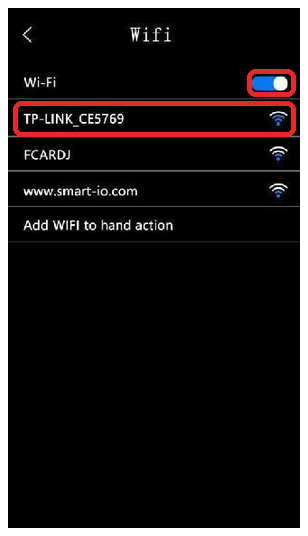 Wifi
Wi-Fi
TP-LINK_CE5769
FCARDJ
www.smart-io.com
Add WIFI to hand action